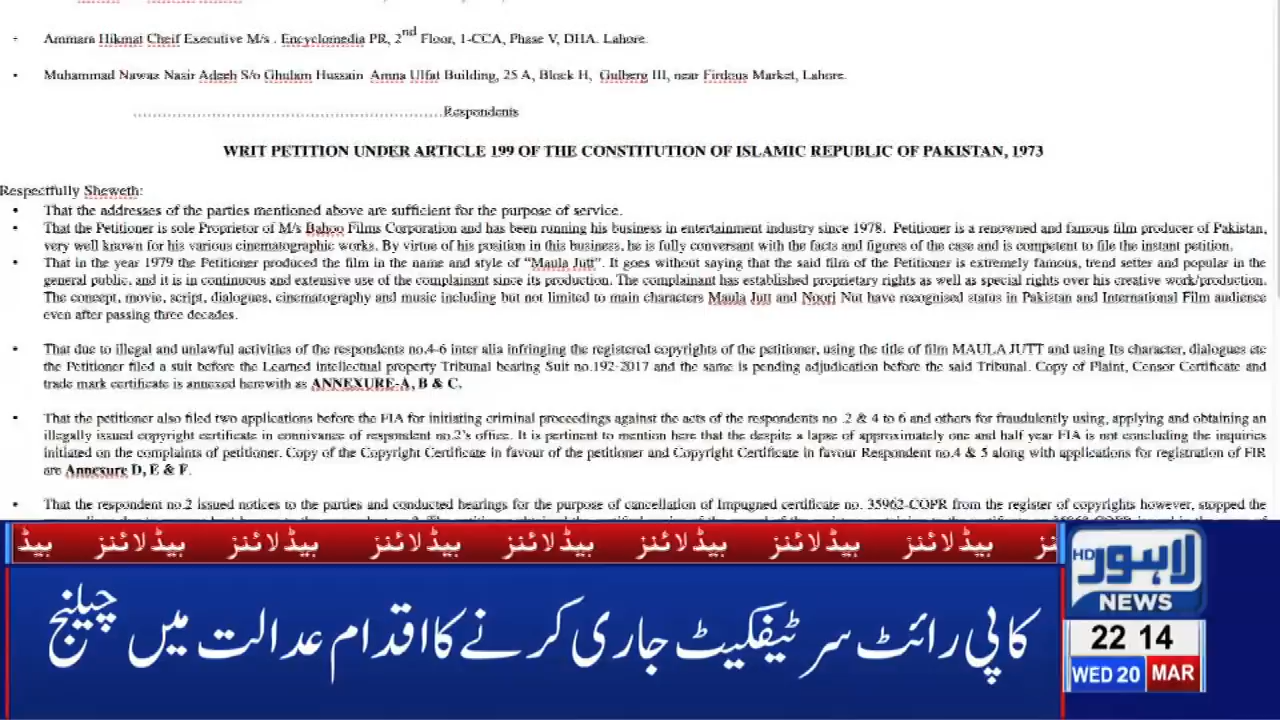 - Ammara Hikmat Cheif Executive M/s . Encyclomedia PR, 2nd Floor, 1-CCA, Phase V, DHA. Lahore.
• Muhammad Nawaz Nasir Adeeb S/o Ghulam Hussain Amna Ulfat Building, 25 A, Block H, Gulberg III, near Firdous Market, Lahore.
......................................................................Respondents
WRIT PETITION UNDER ARTICLE 199 OF THE CONSTITUTION OF ISLAMIC REPUBLIC OF PAKISTAN, 1973
Respectfully Sheweth:
• That the addresses of the parties mentioned above are sufficient for the purpose of service.
• That the Petitioner is sole Proprietor of M/s Bahoo Films Corporation and has been running his business in entertainment industry since 1978. Petitioner is a renowned and famous film producer of Pakistan,
very well known for his various cinematographic works. By virtue of his position in this business, he is fully conversant with the facts and figures of the case and is competent to file the instant petition.
• That in the year 1979 the Petitioner produced the film in the name and style of “Maula Jutt”. It goes without saying that the said film of the Petitioner is extremely famous, trend setter and popular in the
general public, and it is in continuous and extensive use of the complainant since its production. The complainant has established proprietary rights as well as special rights over his creative work/production.
The concept, movie, script, dialogues, cinematography and music including but not limited to main characters Maula Jutt and Noori Nut have recognised status in Pakistan and International Film audience
even after passing three decades.
• That due to illegal and unlawful activities of the respondents no.4-6 inter alia infringing the registered copyrights of the petitioner, using the title of film MAULA JUTT and using Its character, dialogues etc
the Petitioner filed a suit before the Learned intellectual property Tribunal bearing Suit no.192-2017 and the same is pending adjudication before the said Tribunal. Copy of Plaint, Censor Certificate and
trade mark certificate is annexed herewith as ANNEXURE-A, B & C.
• That the petitioner also filed two applications before the FIA for initiating criminal proceedings against the acts of the respondents no .2 & 4 to 6 and others for fraudulently using, applying and obtaining an
illegally issued copyright certificate in connivance of respondent no.2’s office. It is pertinent to mention here that the despite a lapse of approximately one and half year FIA is not concluding the inquiries
initiated on the complaints of petitioner. Copy of the Copyright Certificate in favour of the petitioner and Copyright Certificate in favour Respondent no.4 & 5 along with applications for registration of FIR
are Annexure D, E & F.
• That the respondent no.2 issued notices to the parties and conducted hearings for the purpose of cancellation of Impugned certificate no. 35962-COPR from the register of copyrights however, stopped the
ہیڈلائنز ہیڈلائنز ہیڈلائنز ہیڈلائنز ہیڈلائنز ہیڈلائنز ہیڈلائنز
کاپی رائٹ سرٹیفکیٹ جاری کرنے کا اقدام عدالت میں چیلنج
لاہور HD
NEWS
22 14
WED 20 MAR